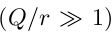 (Q/r ≫ 1)